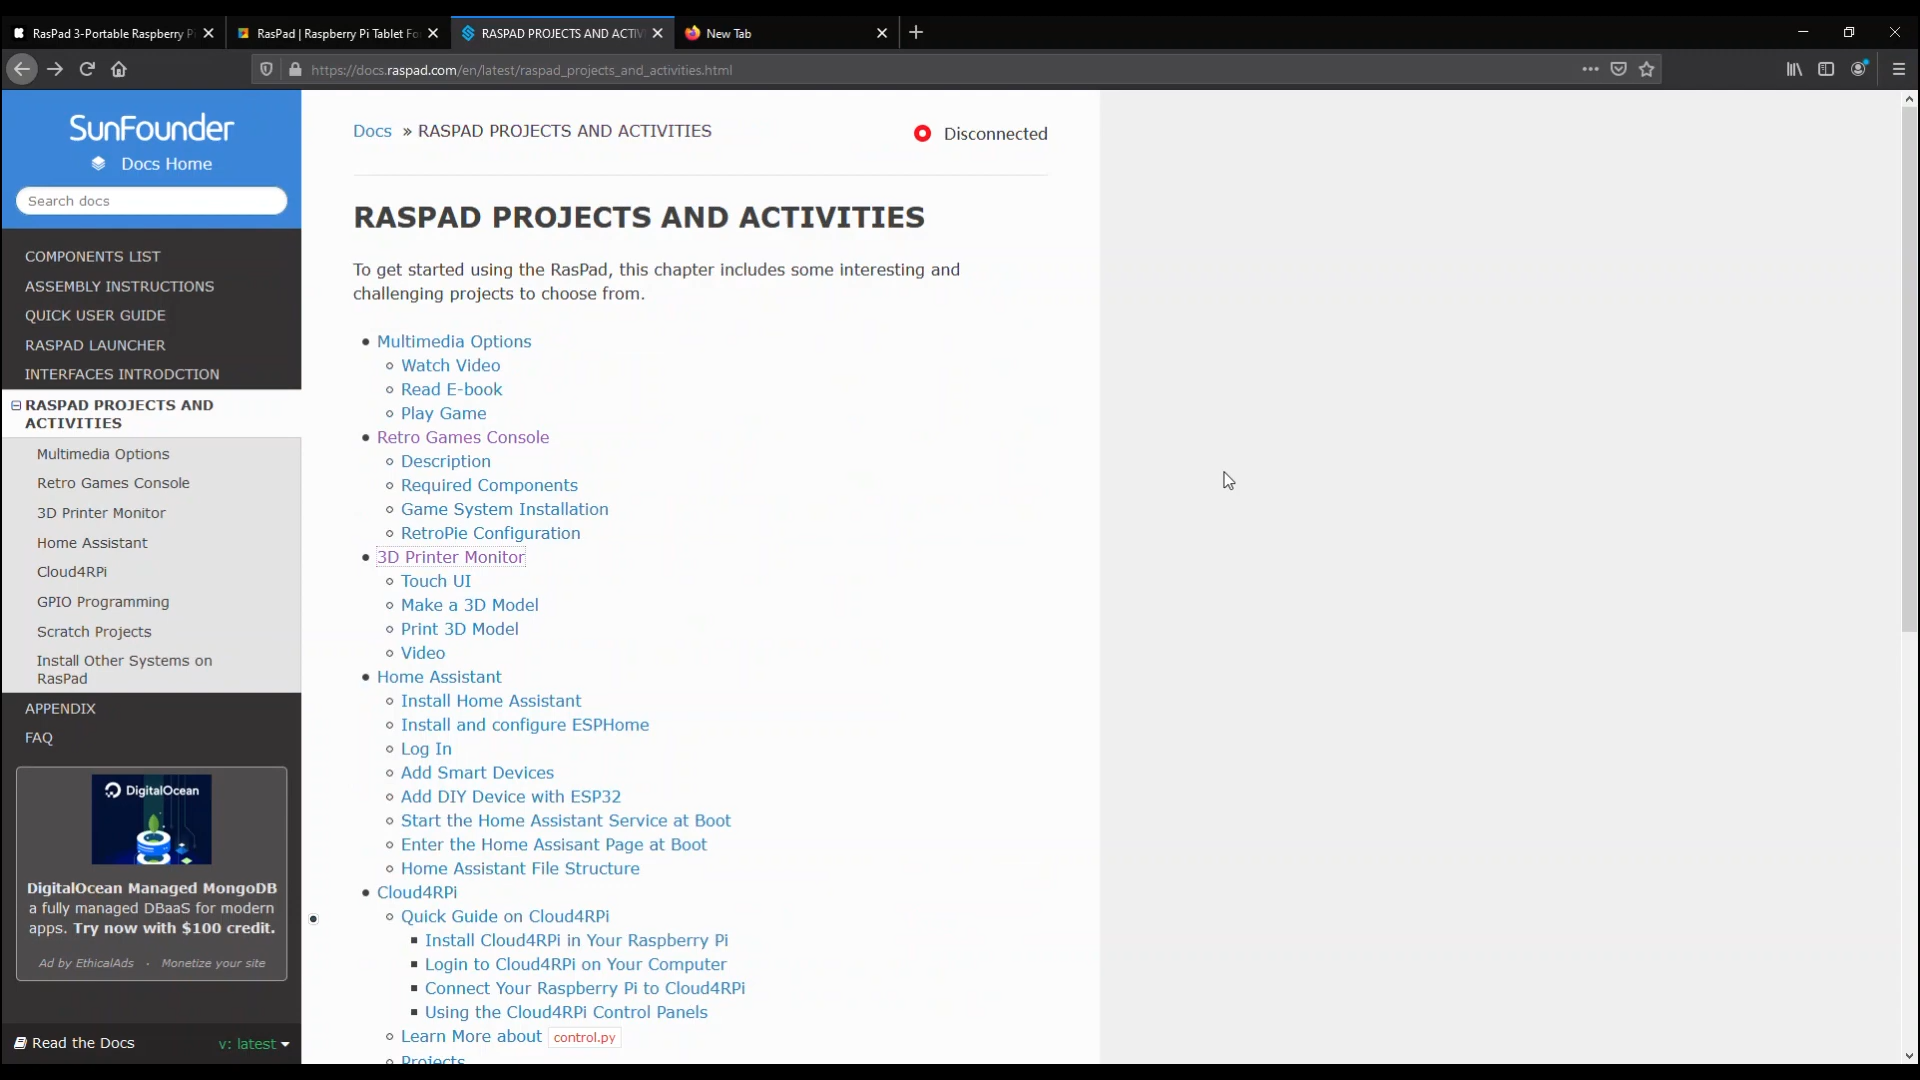 RasPad 3-Portable Raspberry P
RasPad | Raspberry Pi Tablet Fo
RASPAD PROJECTS AND ACTIV
New Tab
https://docs.raspad.com/en/latest/raspad_projects_and_activities.html
SunFounder
Docs Home
Search docs
COMPONENTS LIST
ASSEMBLY INSTRUCTIONS
QUICK USER GUIDE
RASPAD LAUNCHER
INTERFACES INTRODCTION
RASPAD PROJECTS AND
ACTIVITIES
Multimedia Options
Retro Games Console
3D Printer Monitor
Home Assistant
Cloud4RPi
GPIO Programming
Scratch Projects
Install Other Systems on
RasPad
APPENDIX
FAQ
DigitalOcean
DigitalOcean Managed MongoDB
a fully managed DBaaS for modern
apps. Try now with $100 credit.
Ad by EthicalAds · Monetize your site
Read the Docs v: latest
Docs » RASPAD PROJECTS AND ACTIVITIES
Disconnected
RASPAD PROJECTS AND ACTIVITIES
To get started using the RasPad, this chapter includes some interesting and
challenging projects to choose from.
Multimedia Options
Watch Video
Read E-book
Play Game
Retro Games Console
Description
Required Components
Game System Installation
RetroPie Configuration
3D Printer Monitor
Touch UI
Make a 3D Model
Print 3D Model
Video
Home Assistant
Install Home Assistant
Install and configure ESPHome
Log In
Add Smart Devices
Add DIY Device with ESP32
Start the Home Assistant Service at Boot
Enter the Home Assisant Page at Boot
Home Assistant File Structure
Cloud4RPi
Quick Guide on Cloud4RPi
Install Cloud4RPi in Your Raspberry Pi
Login to Cloud4RPi on Your Computer
Connect Your Raspberry Pi to Cloud4RPi
Using the Cloud4RPi Control Panels
Learn More about control.py
Projects